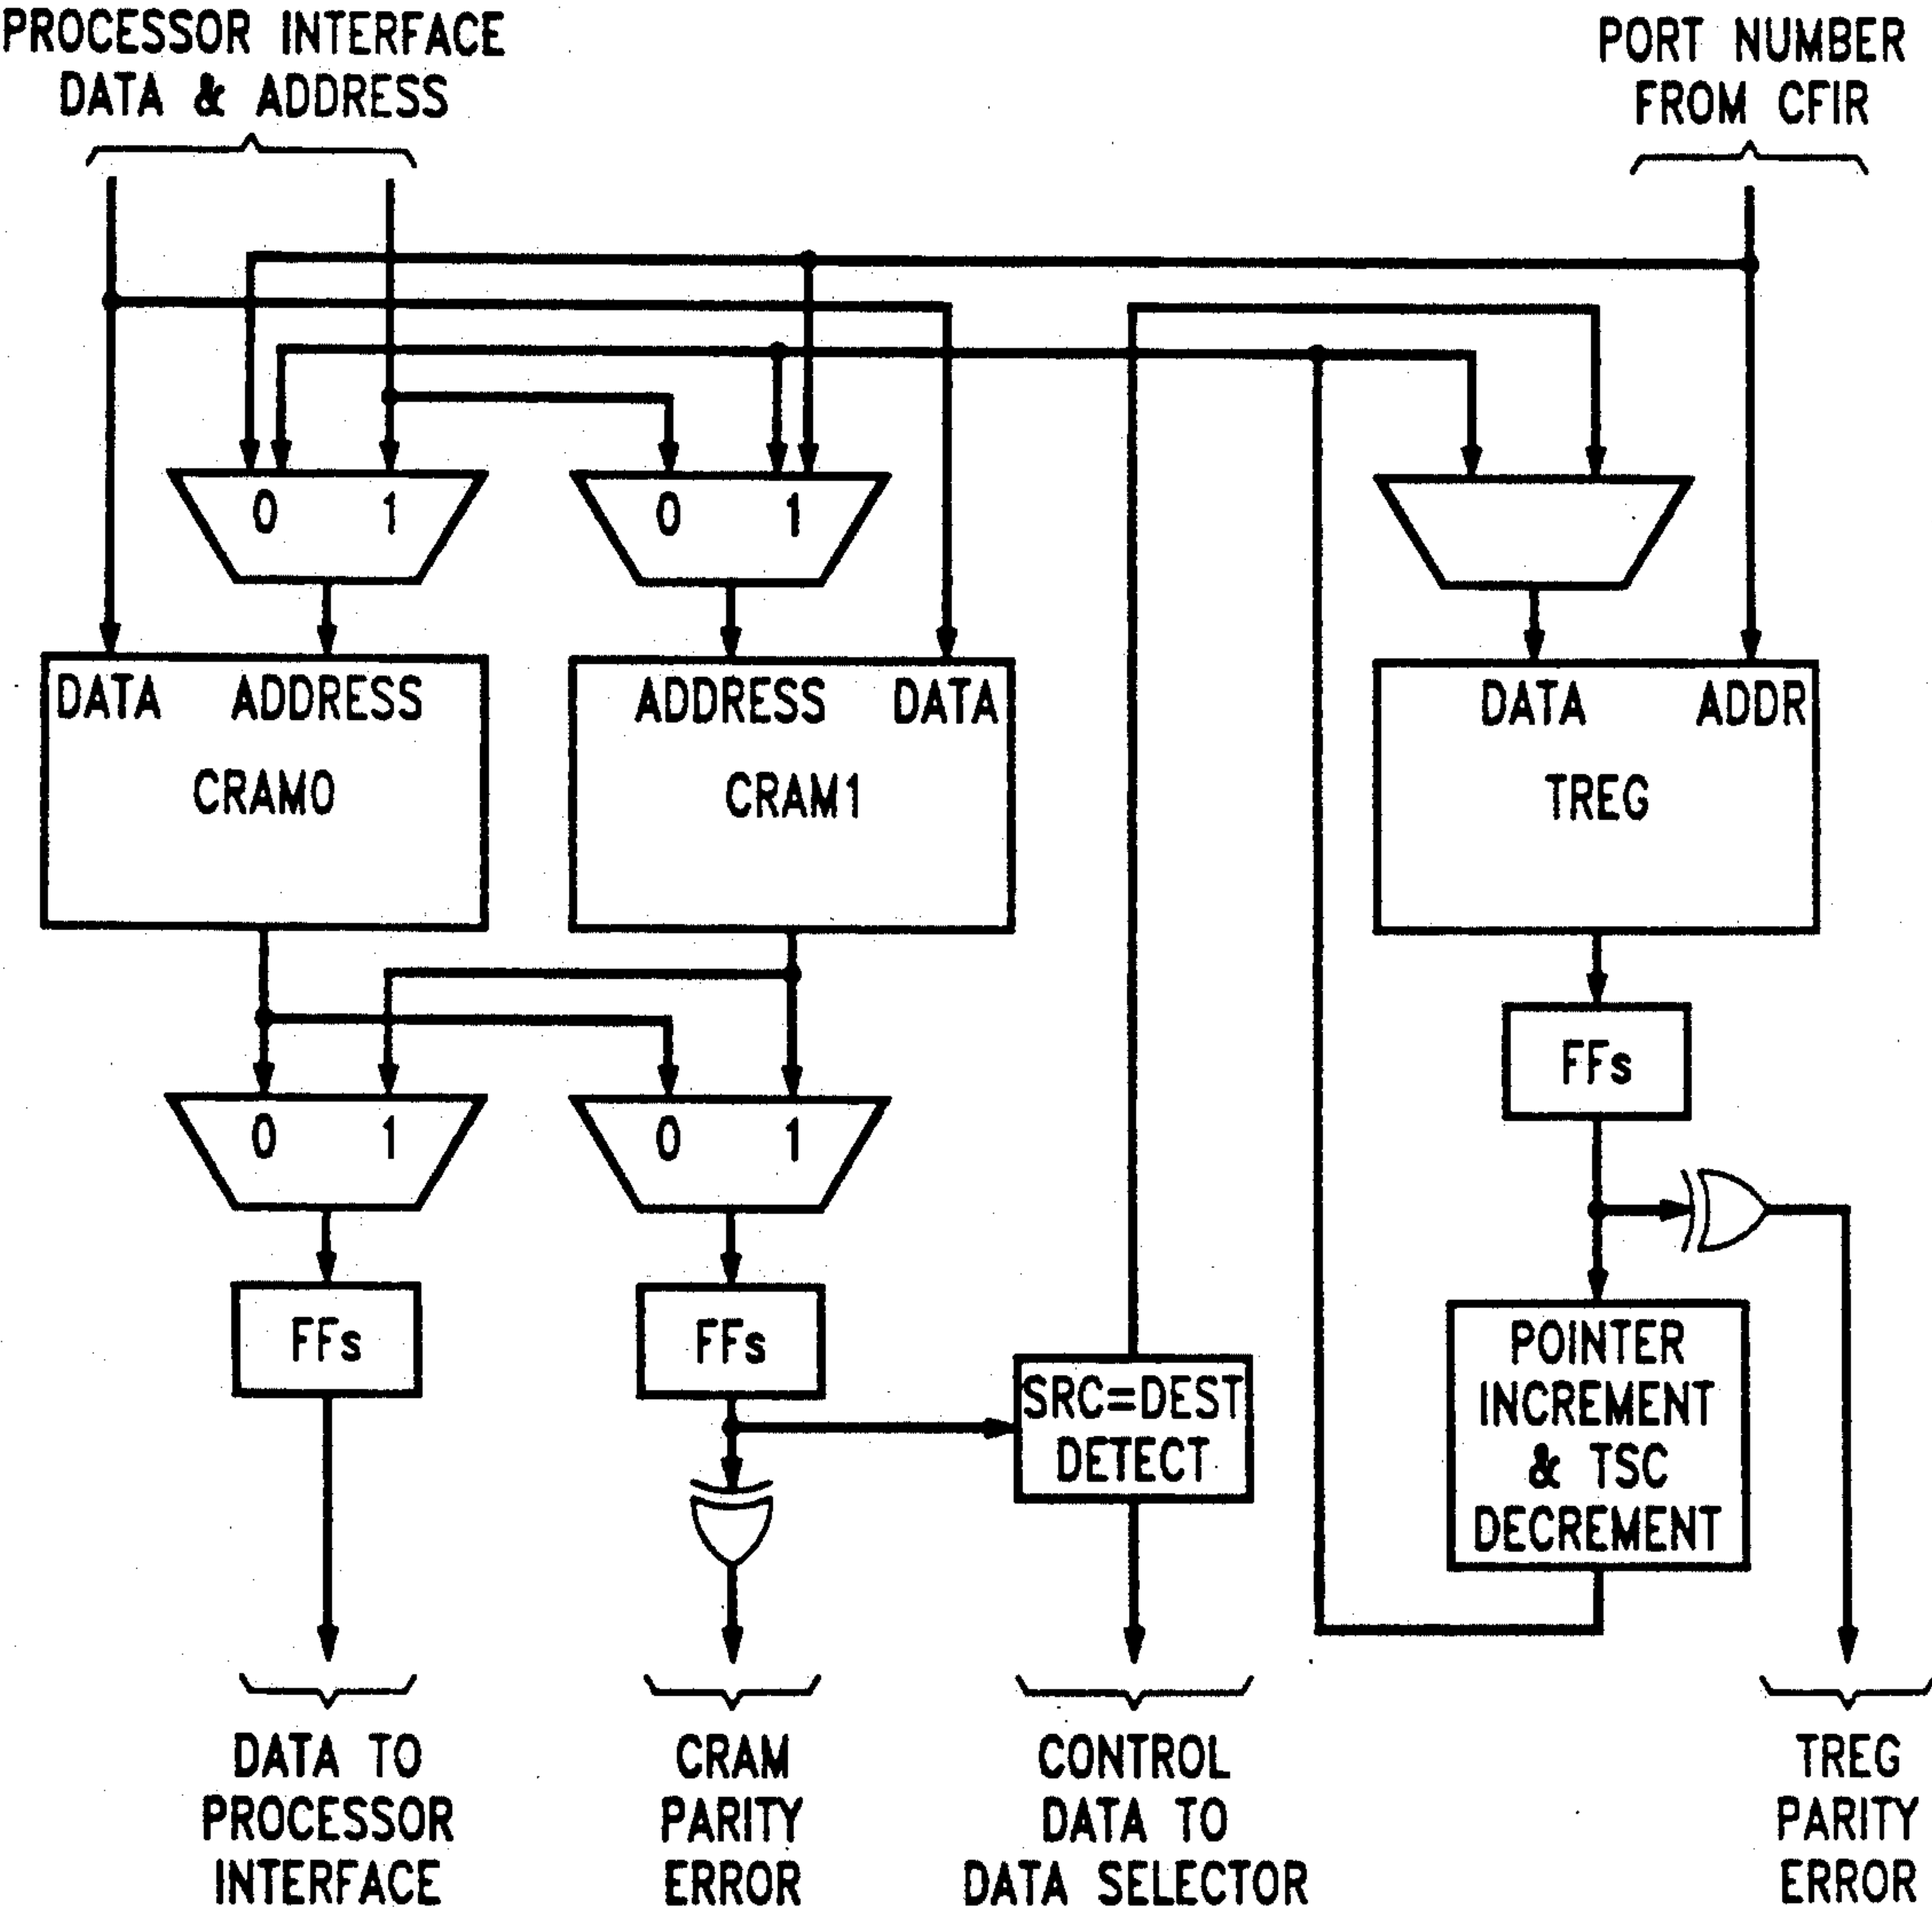 PROCESSOR INTERFACE
DATA & ADDRESS
PORT NUMBER
FROM CFIR
0 1
0 1
DATA ADDRESS
CRAM0
ADDRESS DATA
CRAM1
DATA ADDR
TREG
0 1
0 1
FFs
FFs
FFs
SRC=DEST
DETECT
POINTER
INCREMENT
& TSC
DECREMENT
DATA TO
PROCESSOR
INTERFACE
CRAM
PARITY
ERROR
CONTROL
DATA TO
DATA SELECTOR
TREG
PARITY
ERROR